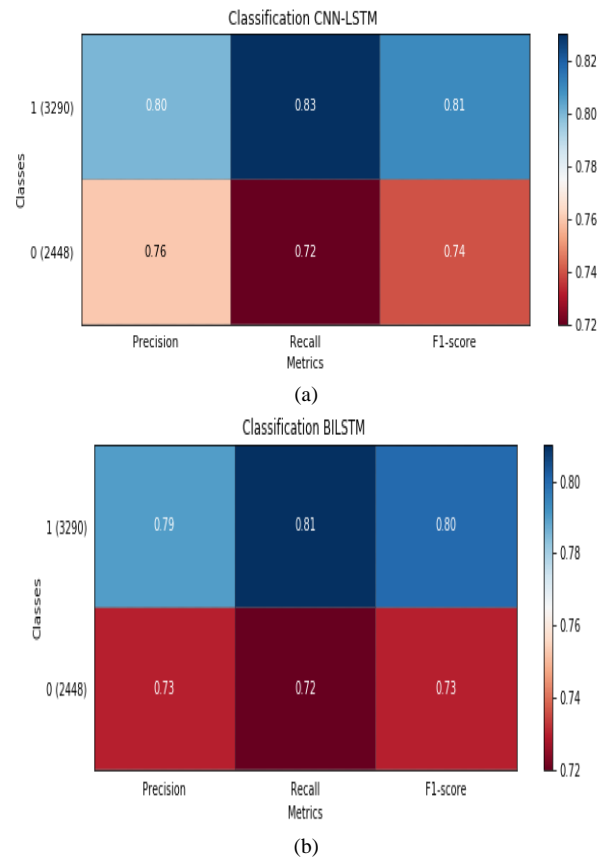 Classification CNN-LSTM
1 (3290) 0.80 0.83 0.81
0 (2448) 0.76 0.72 0.74
Classes
Precision Recall F1-score
Metrics
0.82
0.80
0.78
0.76
0.74
0.72
(a)
Classification BILSTM
1 (3290) 0.79 0.81 0.80
0 (2448) 0.73 0.72 0.73
Classes
Precision Recall F1-score
Metrics
0.80
0.78
0.76
0.74
0.72
(b)